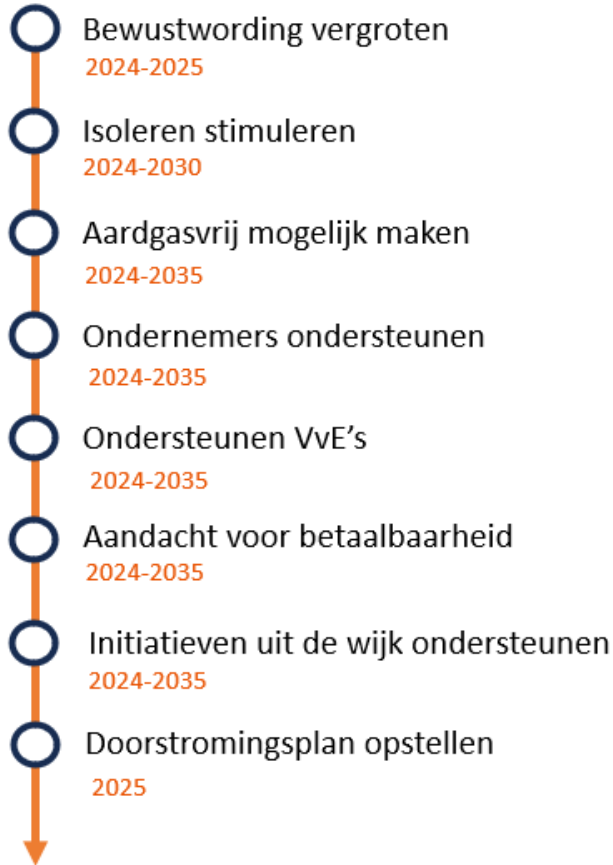 Bewustwording vergroten
2024-2025
Isoleren stimuleren
2024-2030
Aardgasvrij mogelijk maken
2024-2035
Ondernemers ondersteunen
2024-2035
Ondersteunen VvE’s
2024-2035
Aandacht voor betaalbaarheid
2024-2035
Initiatieven uit de wijk ondersteunen
2024-2035
Doorstromingsplan opstellen
2025